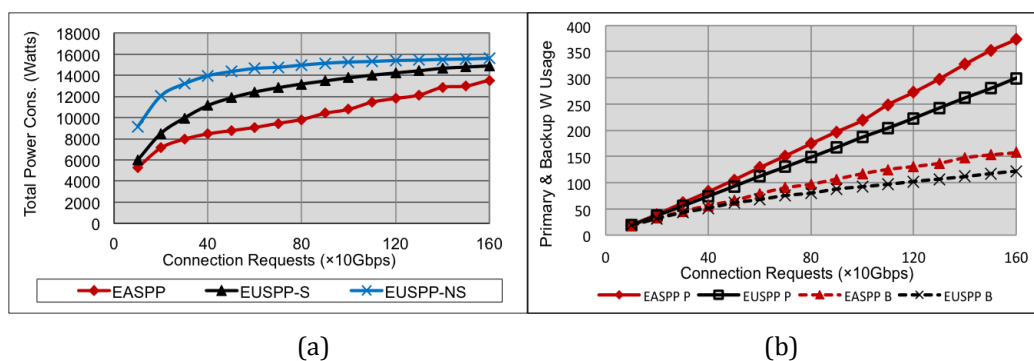 18000
16000
14000
12000
10000
8000
6000
4000
2000
0
Total Power Cons. (Watts)
0 40 80 120 160
Connection Requests (×10Gbps)
EASPP EUSPP-S EUSPP-NS
(a)
400
350
300
250
200
150
100
50
0
Primary & Backup W Usage
0 40 80 120 160
Connection Requests (×10Gbps)
EASPP P EUSPP P EASPP B EUSPP B
(b)